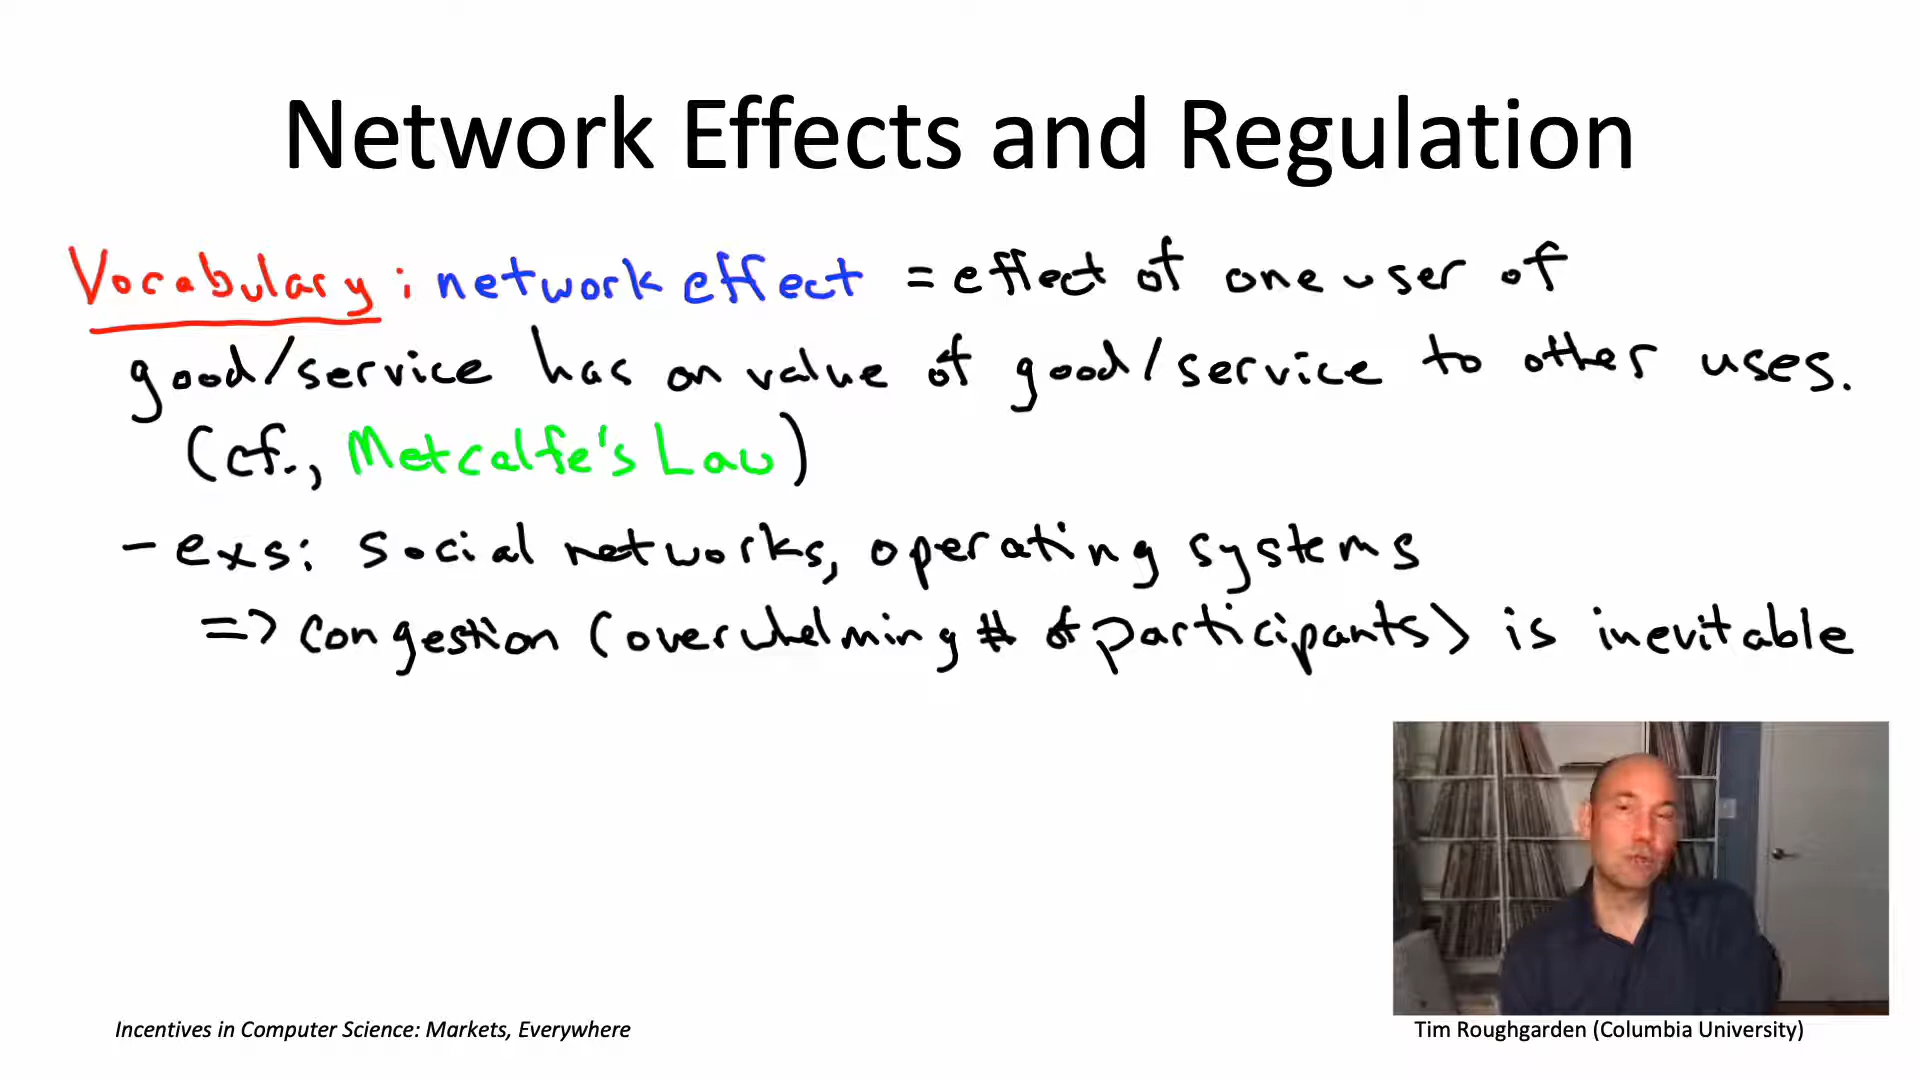 Network Effects and Regulation
Vocabulary: network effect = effect of one user of
good/service has on value of good/service to other uses.
(cf., Metcalfe's Law)
- exs: social networks, operating systems
=> congestion (overwhelming # of participants) is inevitable
Incentives in Computer Science: Markets, Everywhere
Tim Roughgarden (Columbia University)